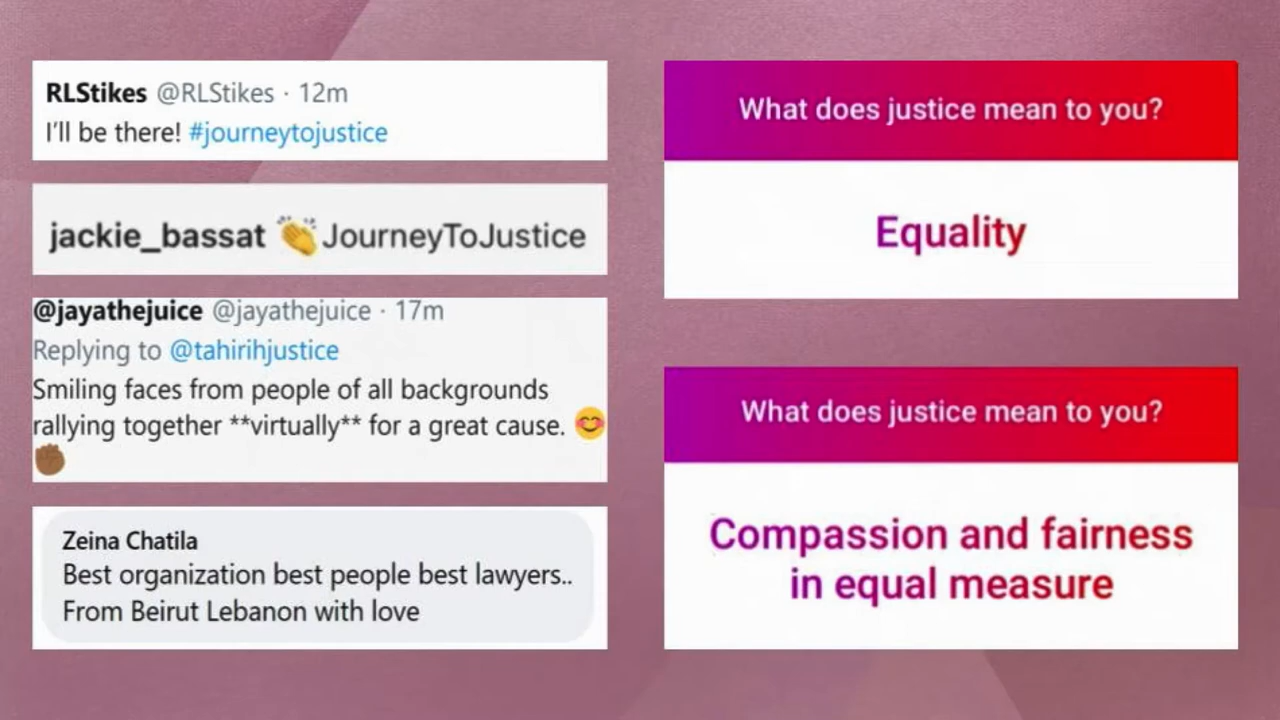 RLStikes @RLStikes · 12m
I'll be there! #journeytojustice
jackie_bassat 👏 JourneyToJustice
@jayathejuice @jayathejuice · 17m
Replying to @tahirihjustice
Smiling faces from people of all backgrounds
rallying together **virtually** for a great cause. 😊
✊🏾
Zeina Chatila
Best organization best people best lawyers..
From Beirut Lebanon with love
What does justice mean to you?
Equality
What does justice mean to you?
Compassion and fairness
in equal measure